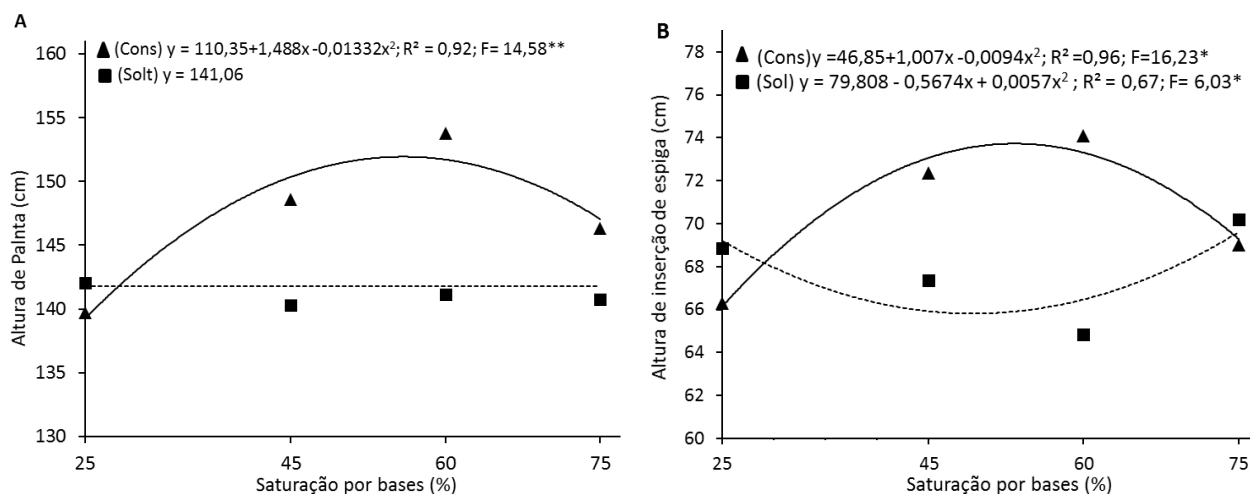 A
(Cons) y = 110,35+1,488x -0,01332x²; R² = 0,92; F= 14,58**
(Solt) y = 141,06
Altura de Palnta (cm)
160
155
150
145
140
135
130
25 45 60 75
Saturação por bases (%)
B
(Cons)y =46,85+1,007x -0,0094x²; R² =0,96; F=16,23*
(Sol) y = 79,808 - 0,5674x + 0,0057x² ; R² = 0,67; F= 6,03*
Altura de inserção de espiga (cm)
78
76
74
72
70
68
66
64
62
60
25 45 60 75
Saturação por bases (%)